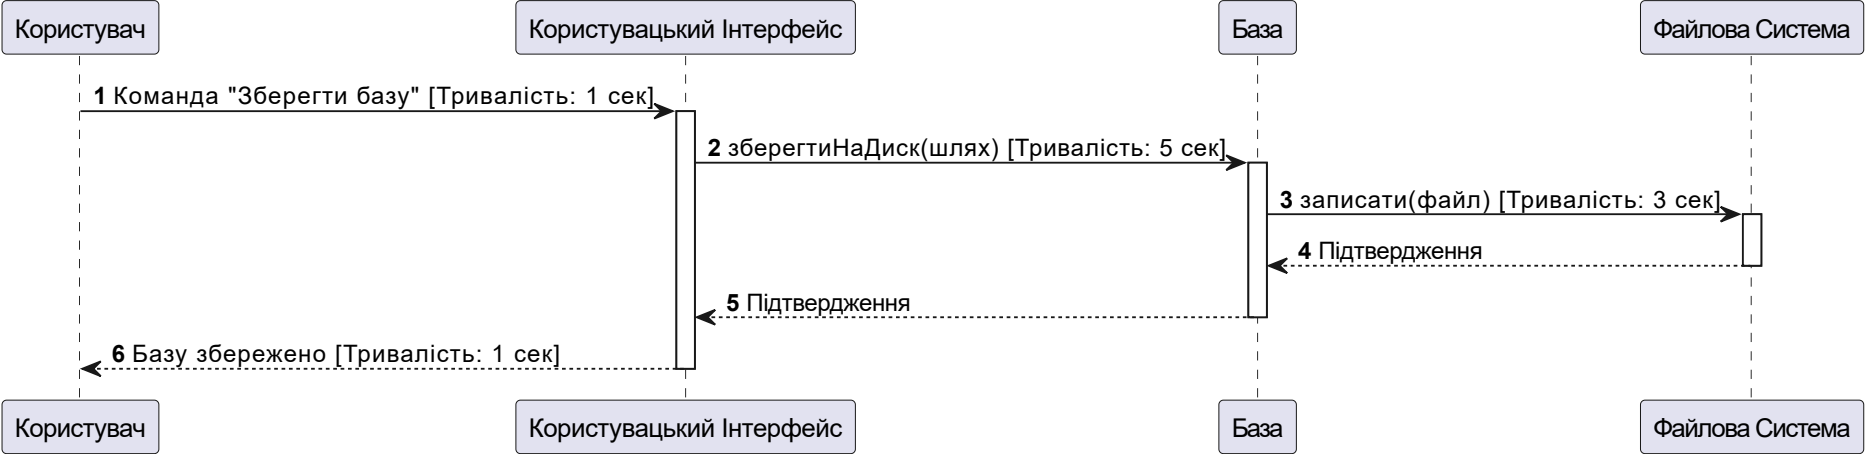 Користувач
Користувацький Інтерфейс
База
Файлова Система
1 Команда "Зберегти базу" [Тривалість: 1 сек]
2 зберегтиНаДиск(шлях) [Тривалість: 5 сек]
3 записати(файл) [Тривалість: 3 сек]
4 Підтвердження
5 Підтвердження
6 Базу збережено [Тривалість: 1 сек]
Користувач
Користувацький Інтерфейс
База
Файлова Система